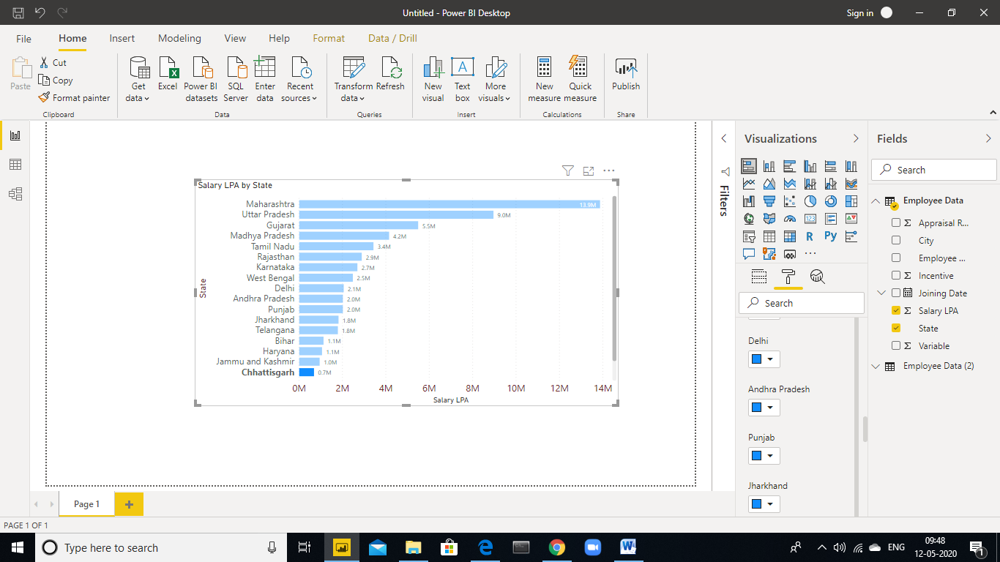 Untitled - Power BI Desktop
Sign in
File Home Insert Modeling View Help Format Data / Drill
Paste
Cut
Copy
Format painter
Clipboard
Get data
Excel
Power BI datasets
SQL Server
Enter data
Recent sources
Data
Transform data
Refresh
Queries
New visual
Text box
More visuals
Insert
New measure
Quick measure
Calculations
Publish
Share
Salary LPA by State
State
Maharashtra 13.9M
Uttar Pradesh 9.0M
Gujarat 5.5M
Madhya Pradesh 4.2M
Tamil Nadu 3.4M
Rajasthan 2.9M
Karnataka 2.7M
West Bengal 2.5M
Delhi 2.1M
Andhra Pradesh 2.0M
Punjab 2.0M
Jharkhand 1.8M
Telangana 1.8M
Bihar 1.1M
Haryana 1.1M
Jammu and Kashmir 1.0M
Chhattisgarh 0.7M
0M 2M 4M 6M 8M 10M 12M 14M
Salary LPA
Filters
Visualizations
123
R Py
Search
Delhi
Andhra Pradesh
Punjab
Jharkhand
Fields
Search
Employee Data
Σ Appraisal R...
City
Employee ...
Σ Incentive
Joining Date
Σ Salary LPA
State
Σ Variable
Employee Data (2)
Page 1
PAGE 1 OF 1
Type here to search
ENG
09:48
12-05-2020
1